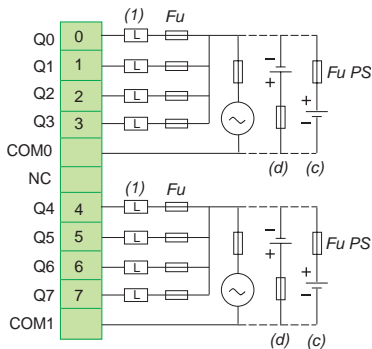 (1) Fu
Q0 0 L
Q1 1 L
Q2 2 L
Q3 3 L
Fu PS
− +
+ −
COM0
(d) (c)
NC
(1) Fu
Q4 4 L
Q5 5 L
Q6 6 L
Q7 7 L
Fu PS
− +
+ −
COM1
(d) (c)